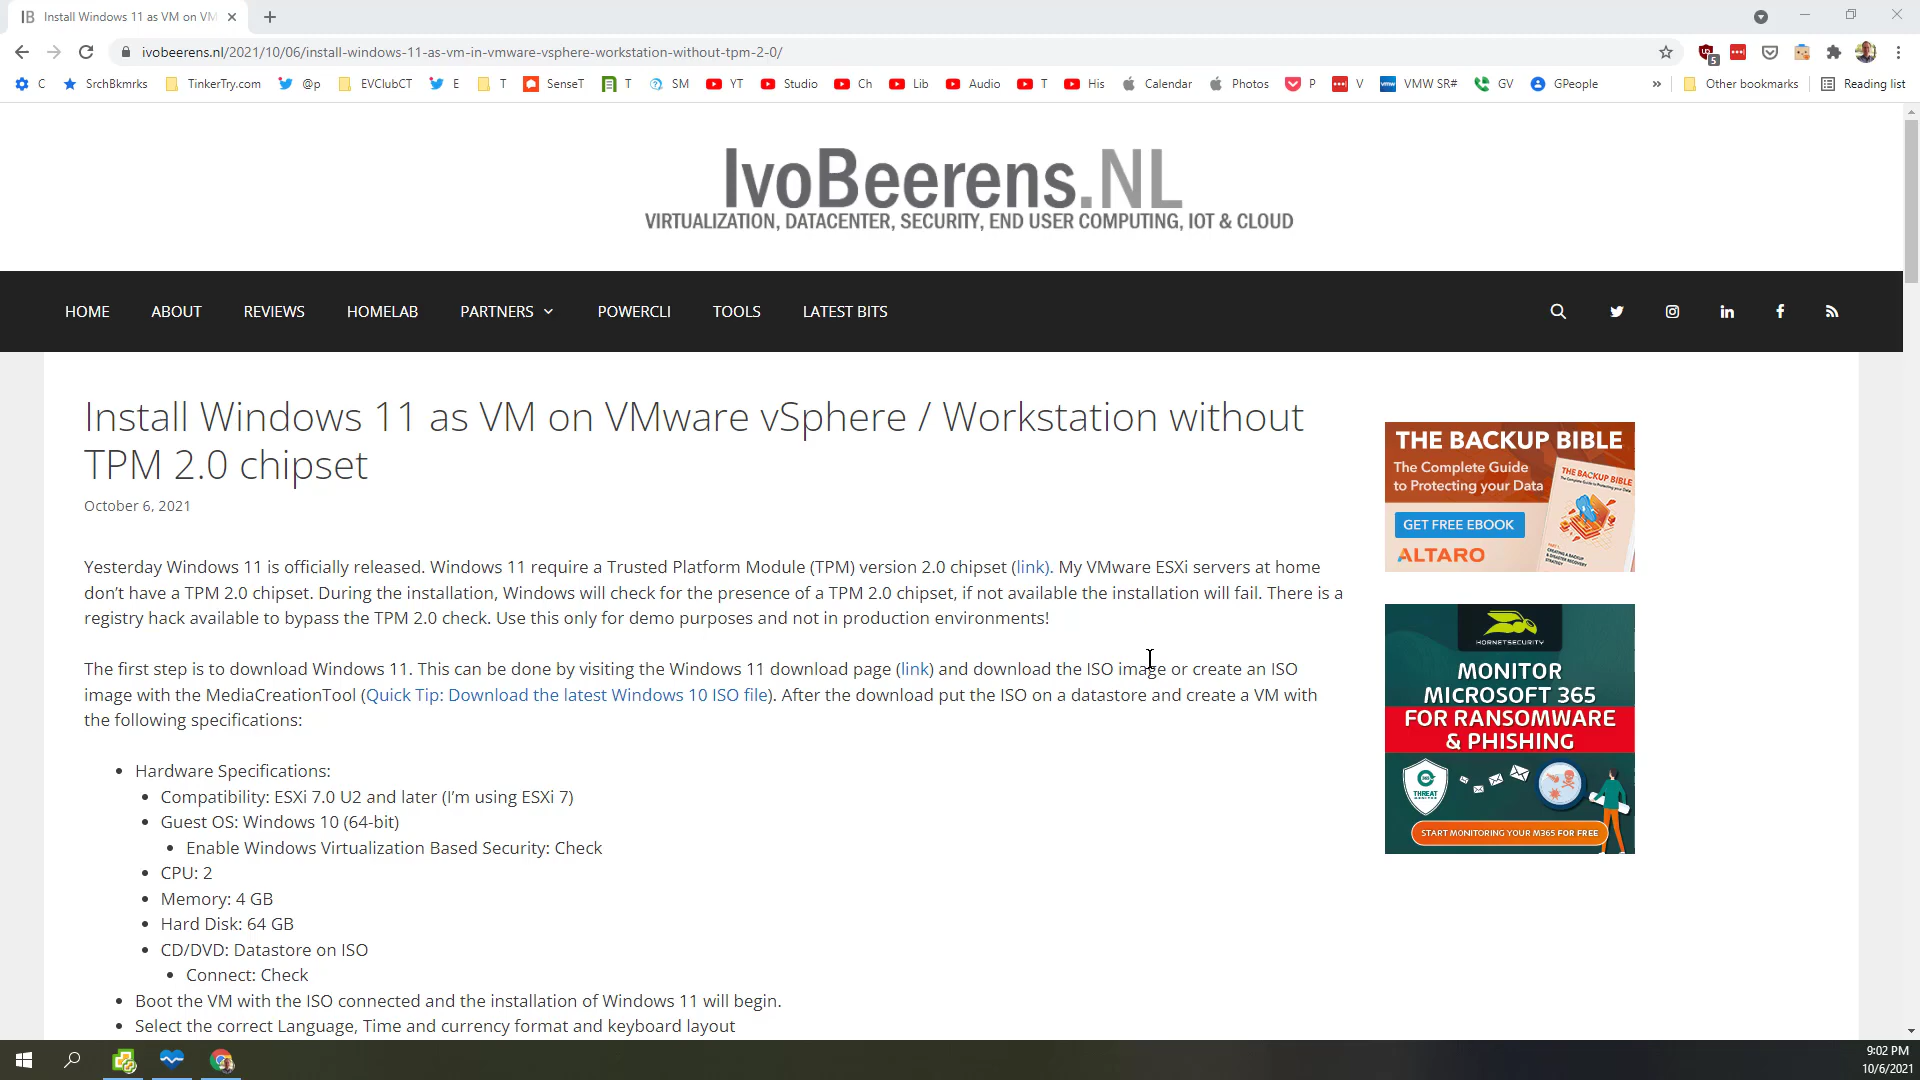 Install Windows 11 as VM on VM
ivobeerens.nl/2021/10/06/install-windows-11-as-vm-in-vmware-vsphere-workstation-without-tpm-2-0/
5
C SrchBkmrks TinkerTry.com @p EVClubCT E T SenseT T SM YT Studio Ch Lib Audio T His Calendar Photos P V VMW SR# GV GPeople » Other bookmarks Reading list
IvoBeerens.NL
VIRTUALIZATION, DATACENTER, SECURITY, END USER COMPUTING, IOT & CLOUD
HOME ABOUT REVIEWS HOMELAB PARTNERS POWERCLI TOOLS LATEST BITS
Install Windows 11 as VM on VMware vSphere / Workstation without
TPM 2.0 chipset
October 6, 2021
Yesterday Windows 11 is officially released. Windows 11 require a Trusted Platform Module (TPM) version 2.0 chipset (link). My VMware ESXi servers at home
don’t have a TPM 2.0 chipset. During the installation, Windows will check for the presence of a TPM 2.0 chipset, if not available the installation will fail. There is a
registry hack available to bypass the TPM 2.0 check. Use this only for demo purposes and not in production environments!
The first step is to download Windows 11. This can be done by visiting the Windows 11 download page (link) and download the ISO image or create an ISO
image with the MediaCreationTool (Quick Tip: Download the latest Windows 10 ISO file). After the download put the ISO on a datastore and create a VM with
the following specifications:
• Hardware Specifications:
• Compatibility: ESXi 7.0 U2 and later (I’m using ESXi 7)
• Guest OS: Windows 10 (64-bit)
• Enable Windows Virtualization Based Security: Check
• CPU: 2
• Memory: 4 GB
• Hard Disk: 64 GB
• CD/DVD: Datastore on ISO
• Connect: Check
• Boot the VM with the ISO connected and the installation of Windows 11 will begin.
• Select the correct Language, Time and currency format and keyboard layout
THE BACKUP BIBLE
The Complete Guide
to Protecting your Data
GET FREE EBOOK
ALTARO
THE BACKUP BIBLE
HORNETSECURITY
MONITOR
MICROSOFT 365
FOR RANSOMWARE
& PHISHING
THREAT
START MONITORING YOUR M365 FOR FREE
9:02 PM
10/6/2021